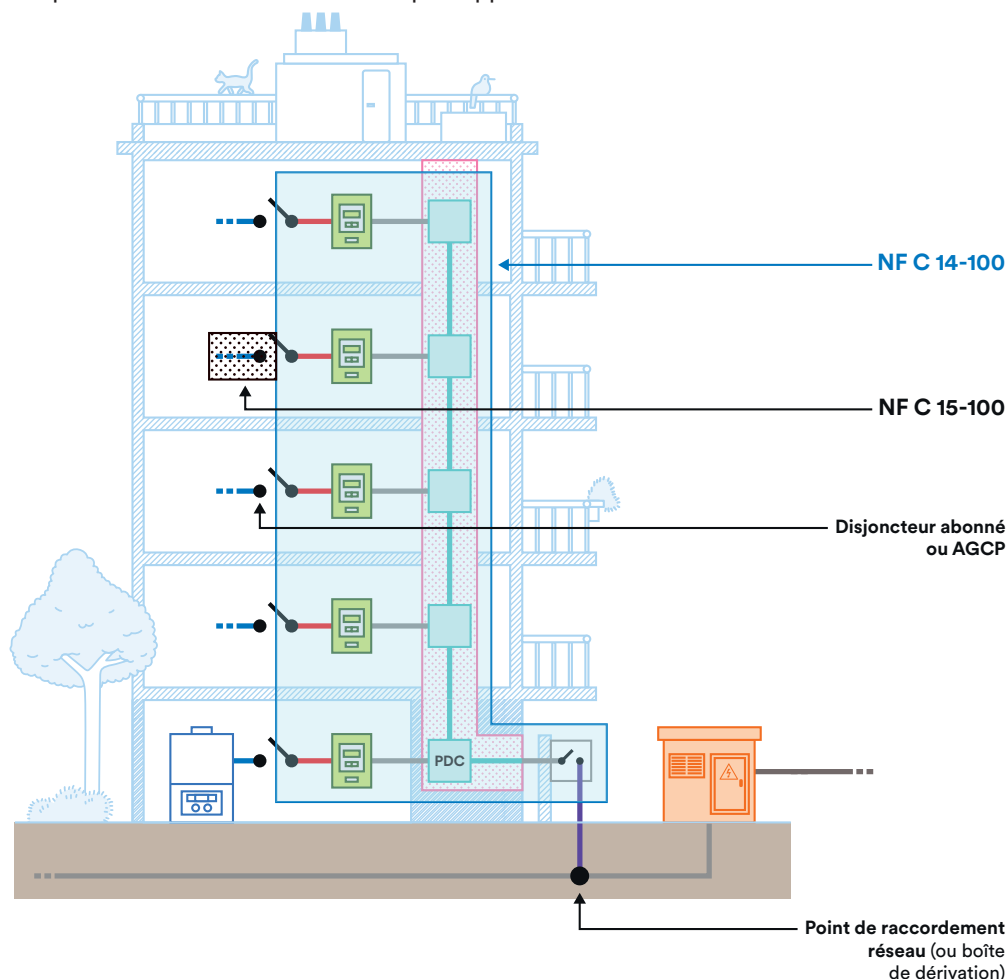 NF C 14-100
NF C 15-100
Disjoncteur abonné
ou AGCP
PDC
Point de raccordement
réseau (ou boîte
de dérivation)